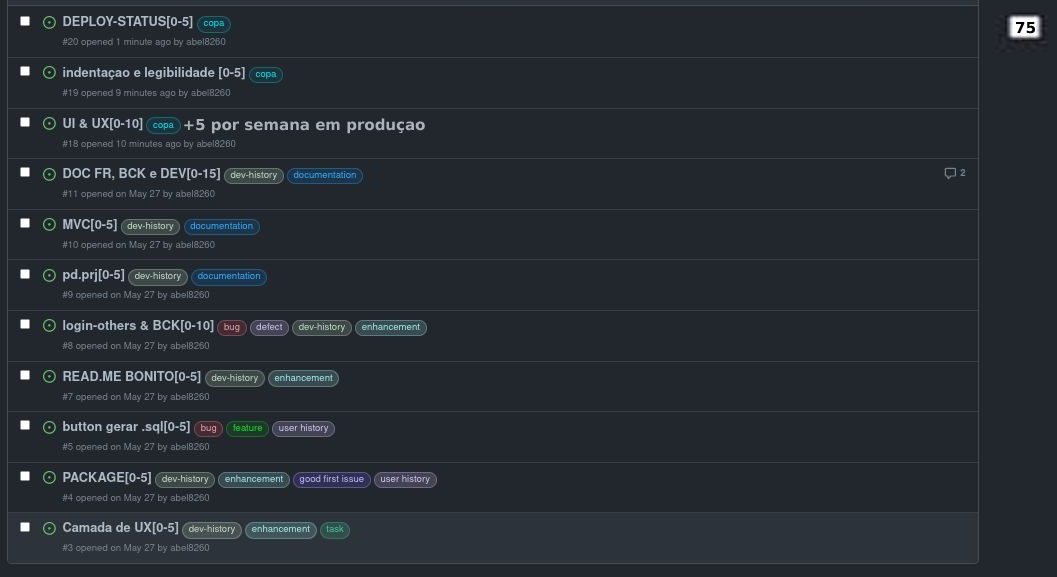 DEPLOY-STATUS[0-5] copa
75
#20 opened 1 minute ago by abel8260
indentaçao e legibilidade [0-5] copa
#19 opened 9 minutes ago by abel8260
UI & UX[0-10] copa +5 por semana em produçao
#18 opened 10 minutes ago by abel8260
DOC FR, BCK e DEV[0-15] dev-history documentation 2
#11 opened on May 27 by abel8260
MVC[0-5] dev-history documentation
#10 opened on May 27 by abel8260
pd.prj[0-5] dev-history documentation
#9 opened on May 27 by abel8260
login-others & BCK[0-10] bug defect dev-history enhancement
#8 opened on May 27 by abel8260
READ.ME BONITO[0-5] dev-history enhancement
#7 opened on May 27 by abel8260
button gerar .sql[0-5] bug feature user history
#5 opened on May 27 by abel8260
PACKAGE[0-5] dev-history enhancement good first issue user history
#4 opened on May 27 by abel8260
Camada de UX[0-5] dev-history enhancement task
#3 opened on May 27 by abel8260